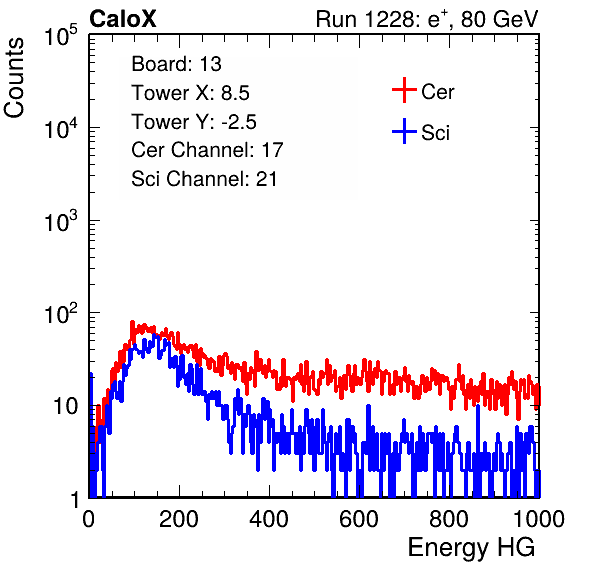 CaloX Run 1228: e⁺, 80 GeV
Counts
Board: 13
Tower X: 8.5
Tower Y: -2.5
Cer Channel: 17
Sci Channel: 21
Cer
Sci
10⁵
10⁴
10³
10²
10
1
0 200 400 600 800 1000
Energy HG